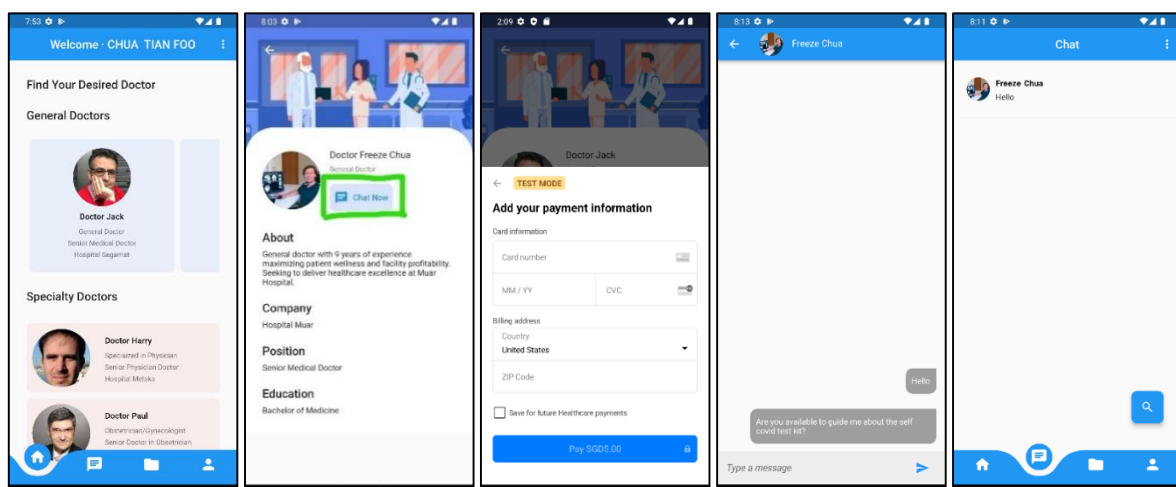 7:53
Welcome · CHUA TIAN FOO
Find Your Desired Doctor
General Doctors
Doctor Jack
General Doctor
Senior Medical Doctor
Hospital Segamat
Specialty Doctors
Doctor Harry
Specialized in Physician
Senior Physician Doctor
Hospital Melaka
Doctor Paul
Obstetrician/Gynecologist
Senior Doctor in Obsetrician
8:03
Doctor Freeze Chua
General Doctor
Chat Now
About
General doctor with 9 years of experience
maximizing patient wellness and facility profitability.
Seeking to deliver healthcare excellence at Muar
Hospital.
Company
Hospital Muar
Position
Senior Medical Doctor
Education
Bachelor of Medicine
2:09
Doctor Jack
TEST MODE
Add your payment information
Card information
Card number
MM / YY
CVC
Billing address
Country
United States
ZIP Code
Save for future Healthcare payments
Pay SGD5.00
8:13
Freeze Chua
Hello
Are you available to guide me about the self
covid test kit?
Type a message
8:11
Chat
Freeze Chua
Hello